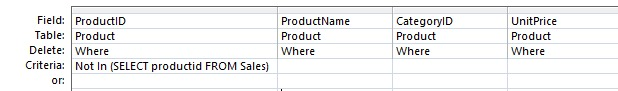 Field: ProductID ProductName CategoryID UnitPrice
Table: Product Product Product Product
Delete: Where Where Where Where
Criteria: Not In (SELECT productid FROM Sales)
or: